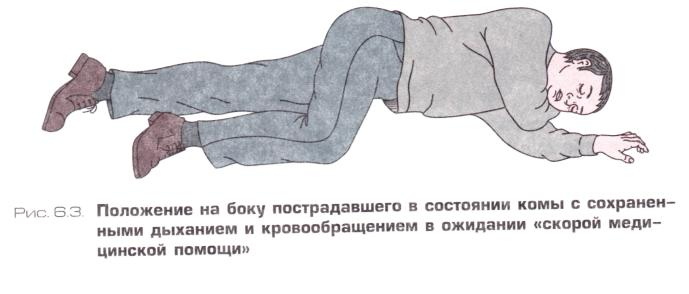 Рис. 6.3. Положение на боку пострадавшего в состоянии комы с сохранен-
ными дыханием и кровообращением в ожидании «скорой меди-
цинской помощи»